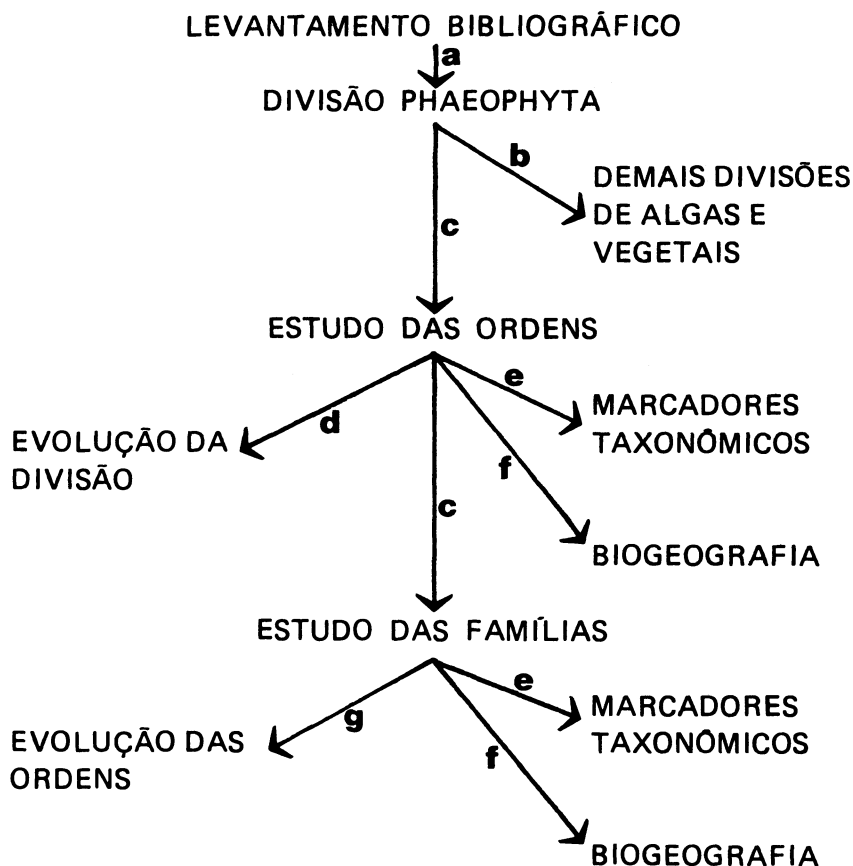 LEVANTAMENTO BIBLIOGRÁFICO
a
DIVISÃO PHAEOPHYTA
b
DEMAIS DIVISÕES
DE ALGAS E
VEGETAIS
c
ESTUDO DAS ORDENS
e
MARCADORES
TAXONÔMICOS
d
EVOLUÇÃO DA
DIVISÃO
f
c
BIOGEOGRAFIA
ESTUDO DAS FAMÍLIAS
e
MARCADORES
TAXONÔMICOS
g
EVOLUÇÃO DAS
ORDENS
f
BIOGEOGRAFIA